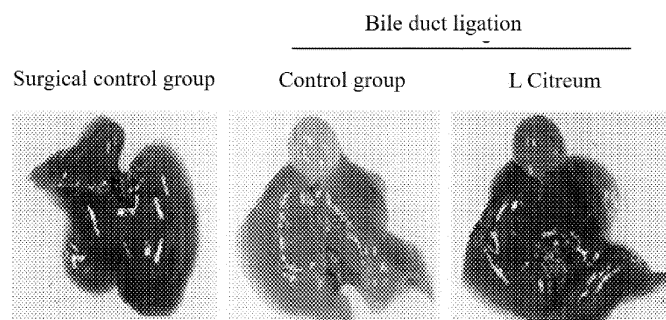 Bile duct ligation
Surgical control group
Control group
L Citreum